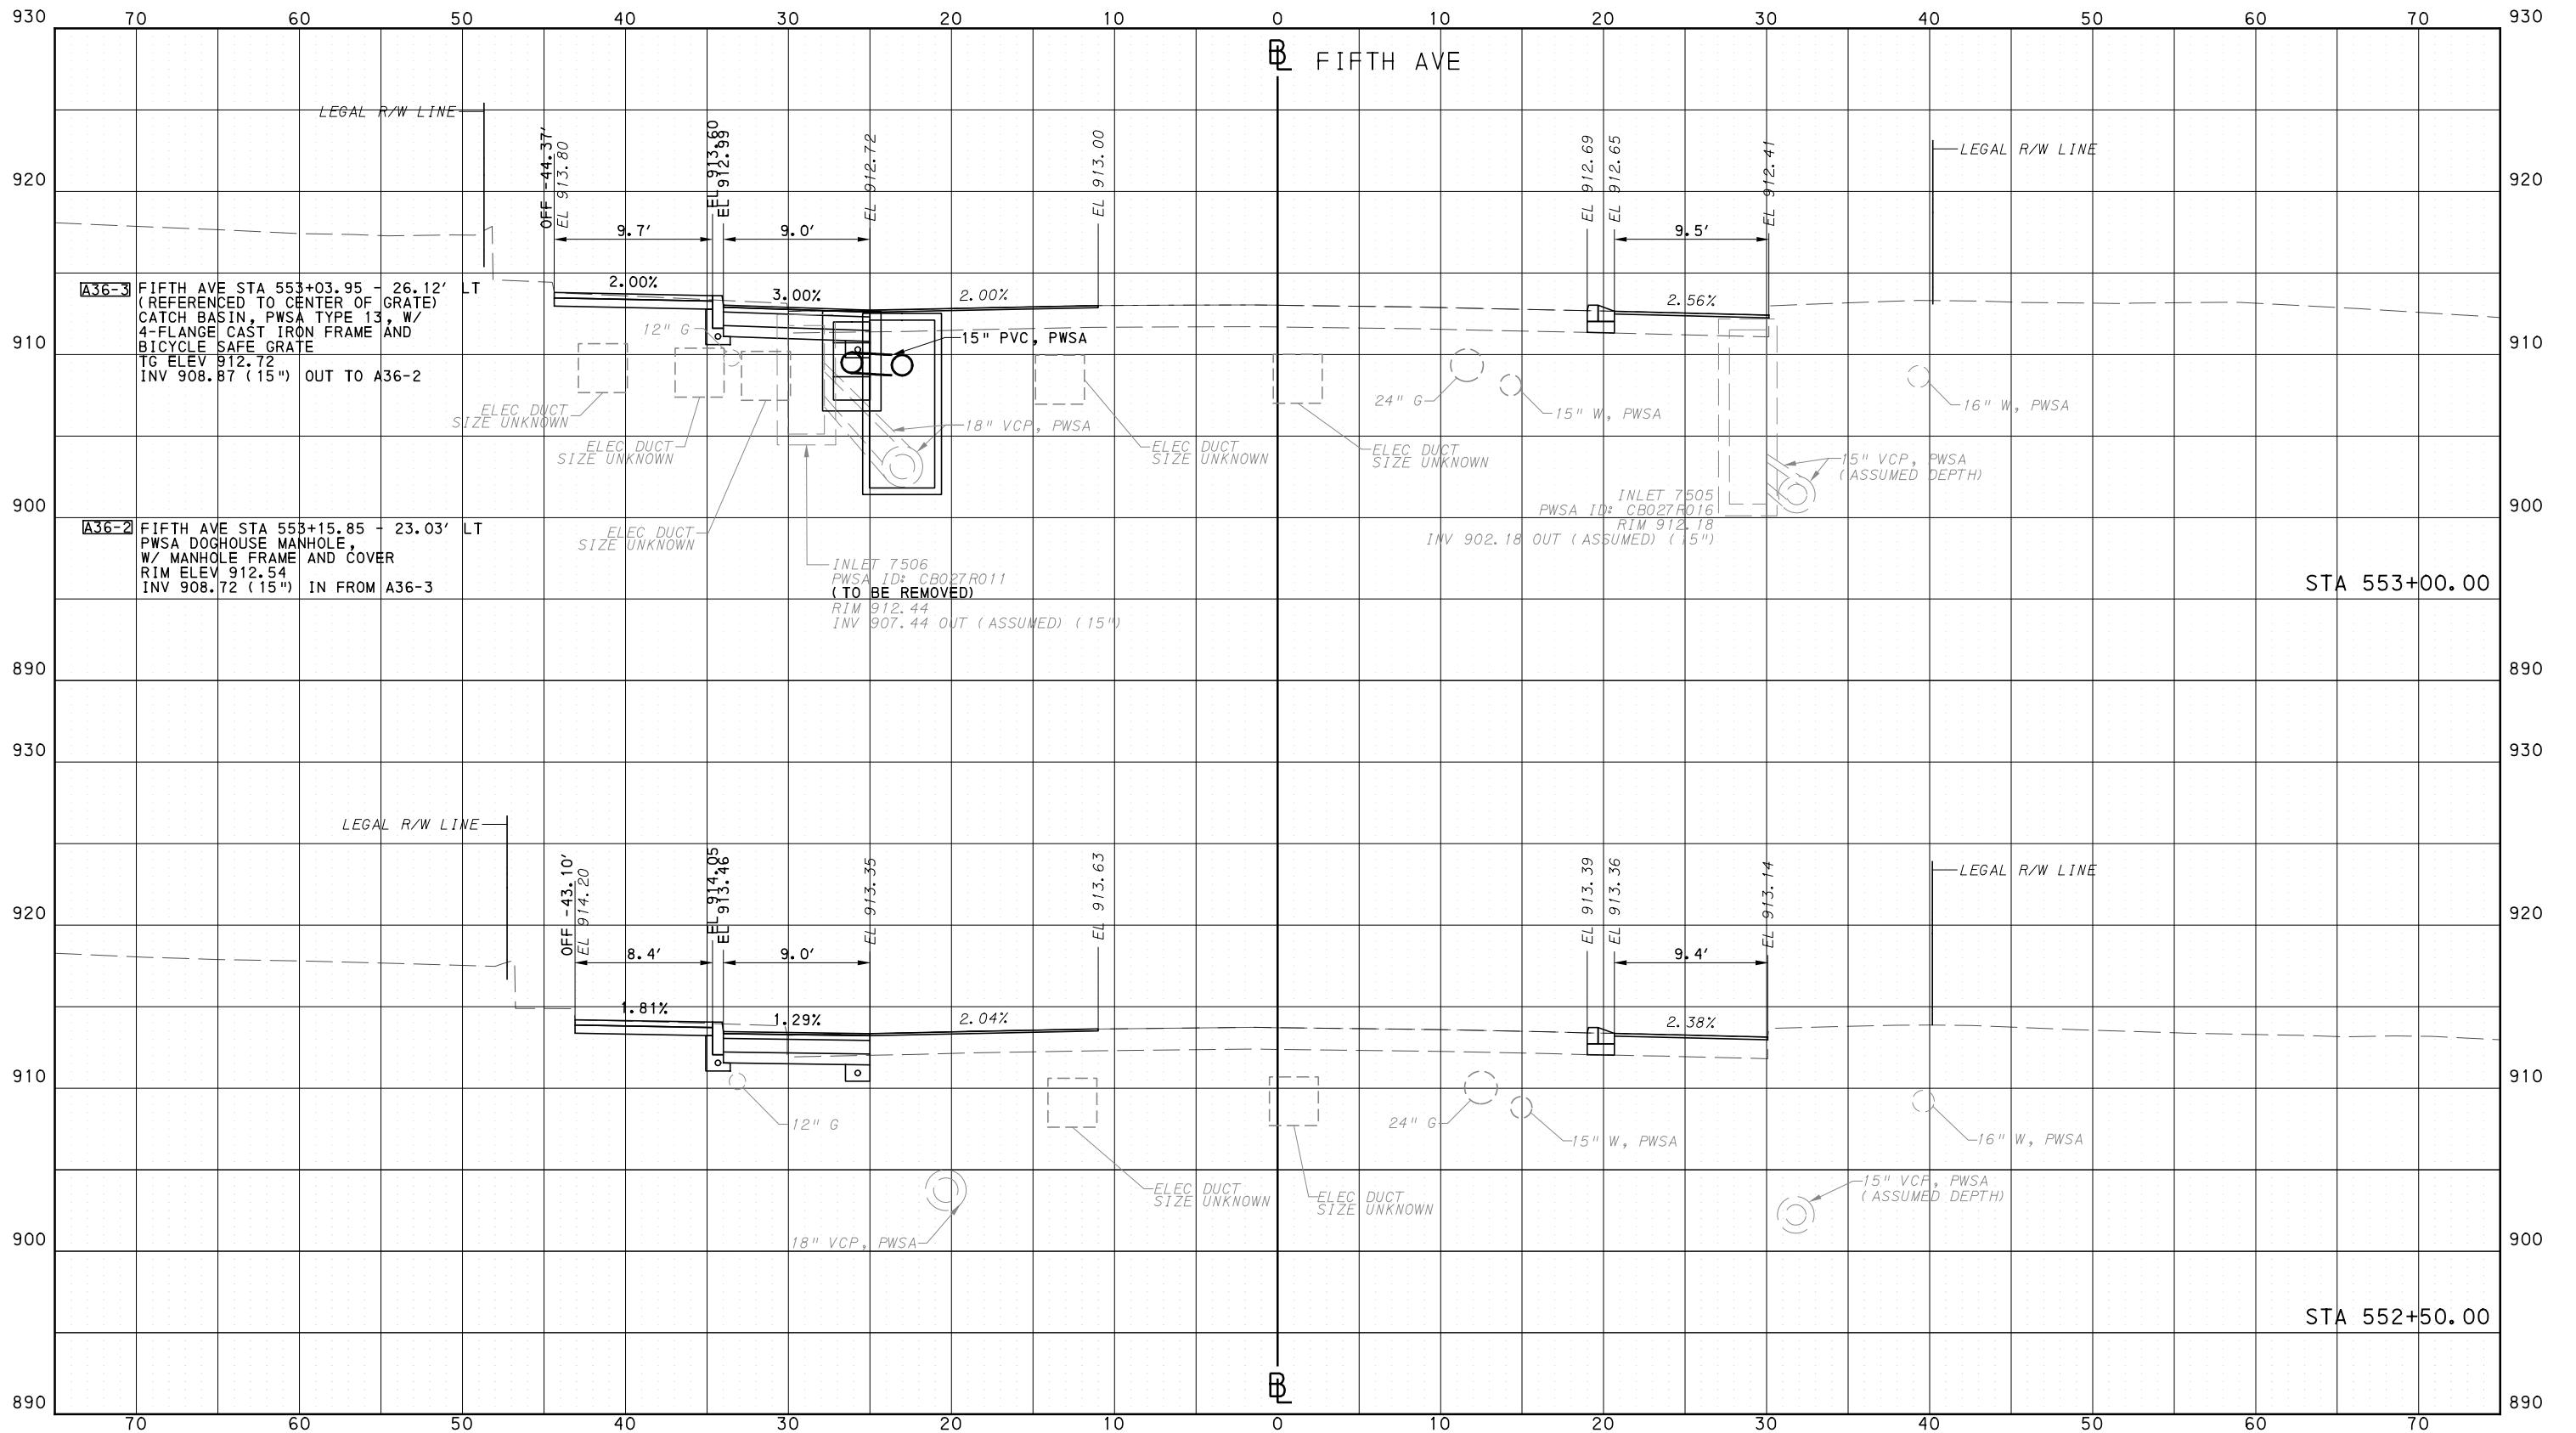 70 60 50 40 30 20 10 0 10 20 30 40 50 60 70
930 930
BL FIFTH AVE
LEGAL R/W LINE
OFF -44.37'
EL 913.80
EL 913.60
EL 912.99
EL 912.72
EL 913.00
EL 912.69
EL 912.65
EL 912.41
LEGAL R/W LINE
920 920
9.7' 9.0' 9.5'
2.00% 3.00% 2.00% 2.56%
A36-3 FIFTH AVE STA 553+03.95 - 26.12' LT
(REFERENCED TO CENTER OF GRATE)
CATCH BASIN, PWSA TYPE 13, W/
4-FLANGE CAST IRON FRAME AND
BICYCLE SAFE GRATE
TG ELEV 912.72
INV 908.87 (15") OUT TO A36-2
12" G
15" PVC, PWSA
910 910
ELEC DUCT
SIZE UNKNOWN
ELEC DUCT
SIZE UNKNOWN
18" VCP, PWSA
ELEC DUCT
SIZE UNKNOWN
ELEC DUCT
SIZE UNKNOWN
24" G
15" W, PWSA
16" W, PWSA
15" VCP, PWSA
(ASSUMED DEPTH)
INLET 7505
PWSA ID: CB027R016
RIM 912.18
INV 902.18 OUT (ASSUMED) (15")
900 900
A36-2 FIFTH AVE STA 553+15.85 - 23.03' LT
PWSA DOGHOUSE MANHOLE,
W/ MANHOLE FRAME AND COVER
RIM ELEV 912.54
INV 908.72 (15") IN FROM A36-3
ELEC DUCT
SIZE UNKNOWN
INLET 7506
PWSA ID: CB027R011
(TO BE REMOVED)
RIM 912.44
INV 907.44 OUT (ASSUMED) (15")
STA 553+00.00
890 890
930 930
LEGAL R/W LINE
OFF -43.10'
EL 914.20
EL 914.05
EL 913.46
EL 913.35
EL 913.63
EL 913.39
EL 913.36
EL 913.14
LEGAL R/W LINE
920 920
8.4' 9.0' 9.4'
1.81% 1.29% 2.04% 2.38%
910 910
12" G
24" G
15" W, PWSA
16" W, PWSA
ELEC DUCT
SIZE UNKNOWN
ELEC DUCT
SIZE UNKNOWN
15" VCP, PWSA
(ASSUMED DEPTH)
18" VCP, PWSA
900 900
STA 552+50.00
BL
890 890
70 60 50 40 30 20 10 0 10 20 30 40 50 60 70